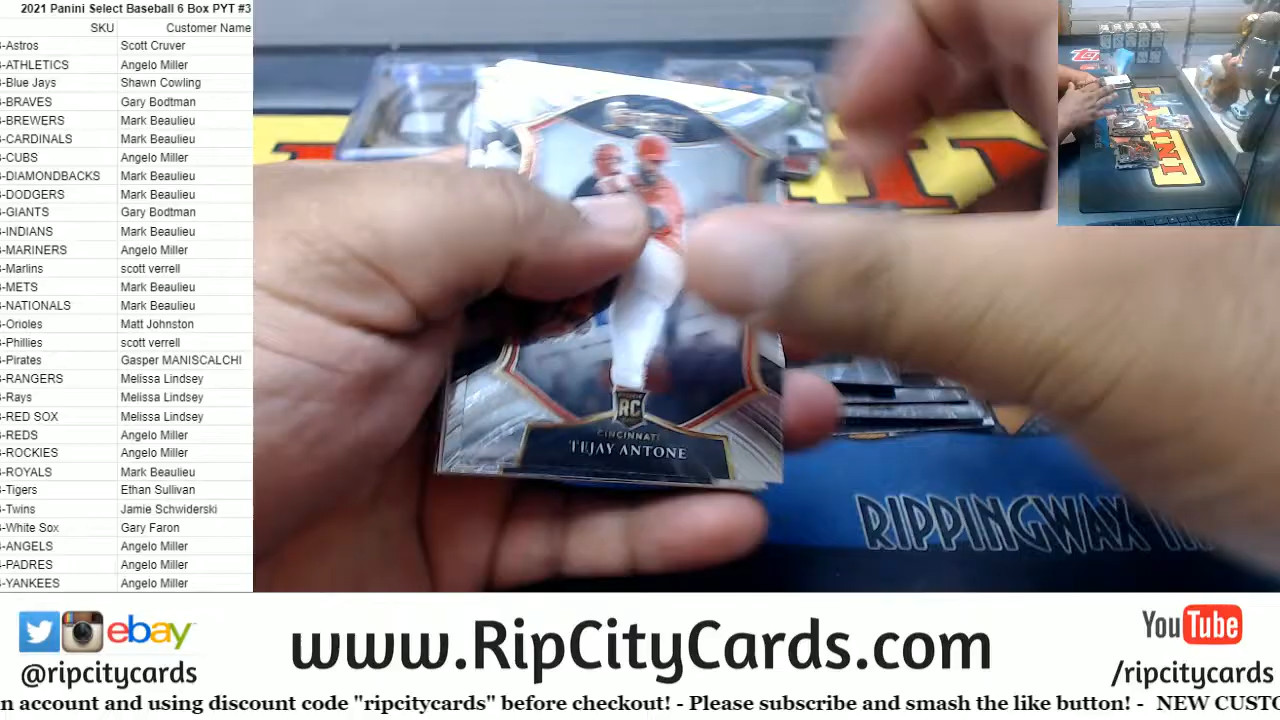 2021 Panini Select Baseball 6 Box PYT #3
SKU Customer Name
-Astros Scott Cruver
-ATHLETICS Angelo Miller
-Blue Jays Shawn Cowling
-BRAVES Gary Bodtman
-BREWERS Mark Beaulieu
-CARDINALS Mark Beaulieu
-CUBS Angelo Miller
-DIAMONDBACKS Mark Beaulieu
-DODGERS Mark Beaulieu
-GIANTS Gary Bodtman
-INDIANS Mark Beaulieu
-MARINERS Angelo Miller
-Marlins scott verrell
-METS Mark Beaulieu
-NATIONALS Mark Beaulieu
-Orioles Matt Johnston
-Phillies scott verrell
-Pirates Gasper MANISCALCHI
-RANGERS Melissa Lindsey
-Rays Melissa Lindsey
-RED SOX Melissa Lindsey
-REDS Angelo Miller
-ROCKIES Angelo Miller
-ROYALS Mark Beaulieu
-Tigers Ethan Sullivan
-Twins Jamie Schwiderski
-White Sox Gary Faron
-ANGELS Angelo Miller
-PADRES Angelo Miller
-YANKEES Angelo Miller
RC
CINCINNATI
TEJAY ANTONE
PANINI
RIPPINGWAX
ebay
@ripcitycards
www.RipCityCards.com
YouTube
/ripcitycards
n account and using discount code "ripcitycards" before checkout! - Please subscribe and smash the like button! - NEW CUSTO